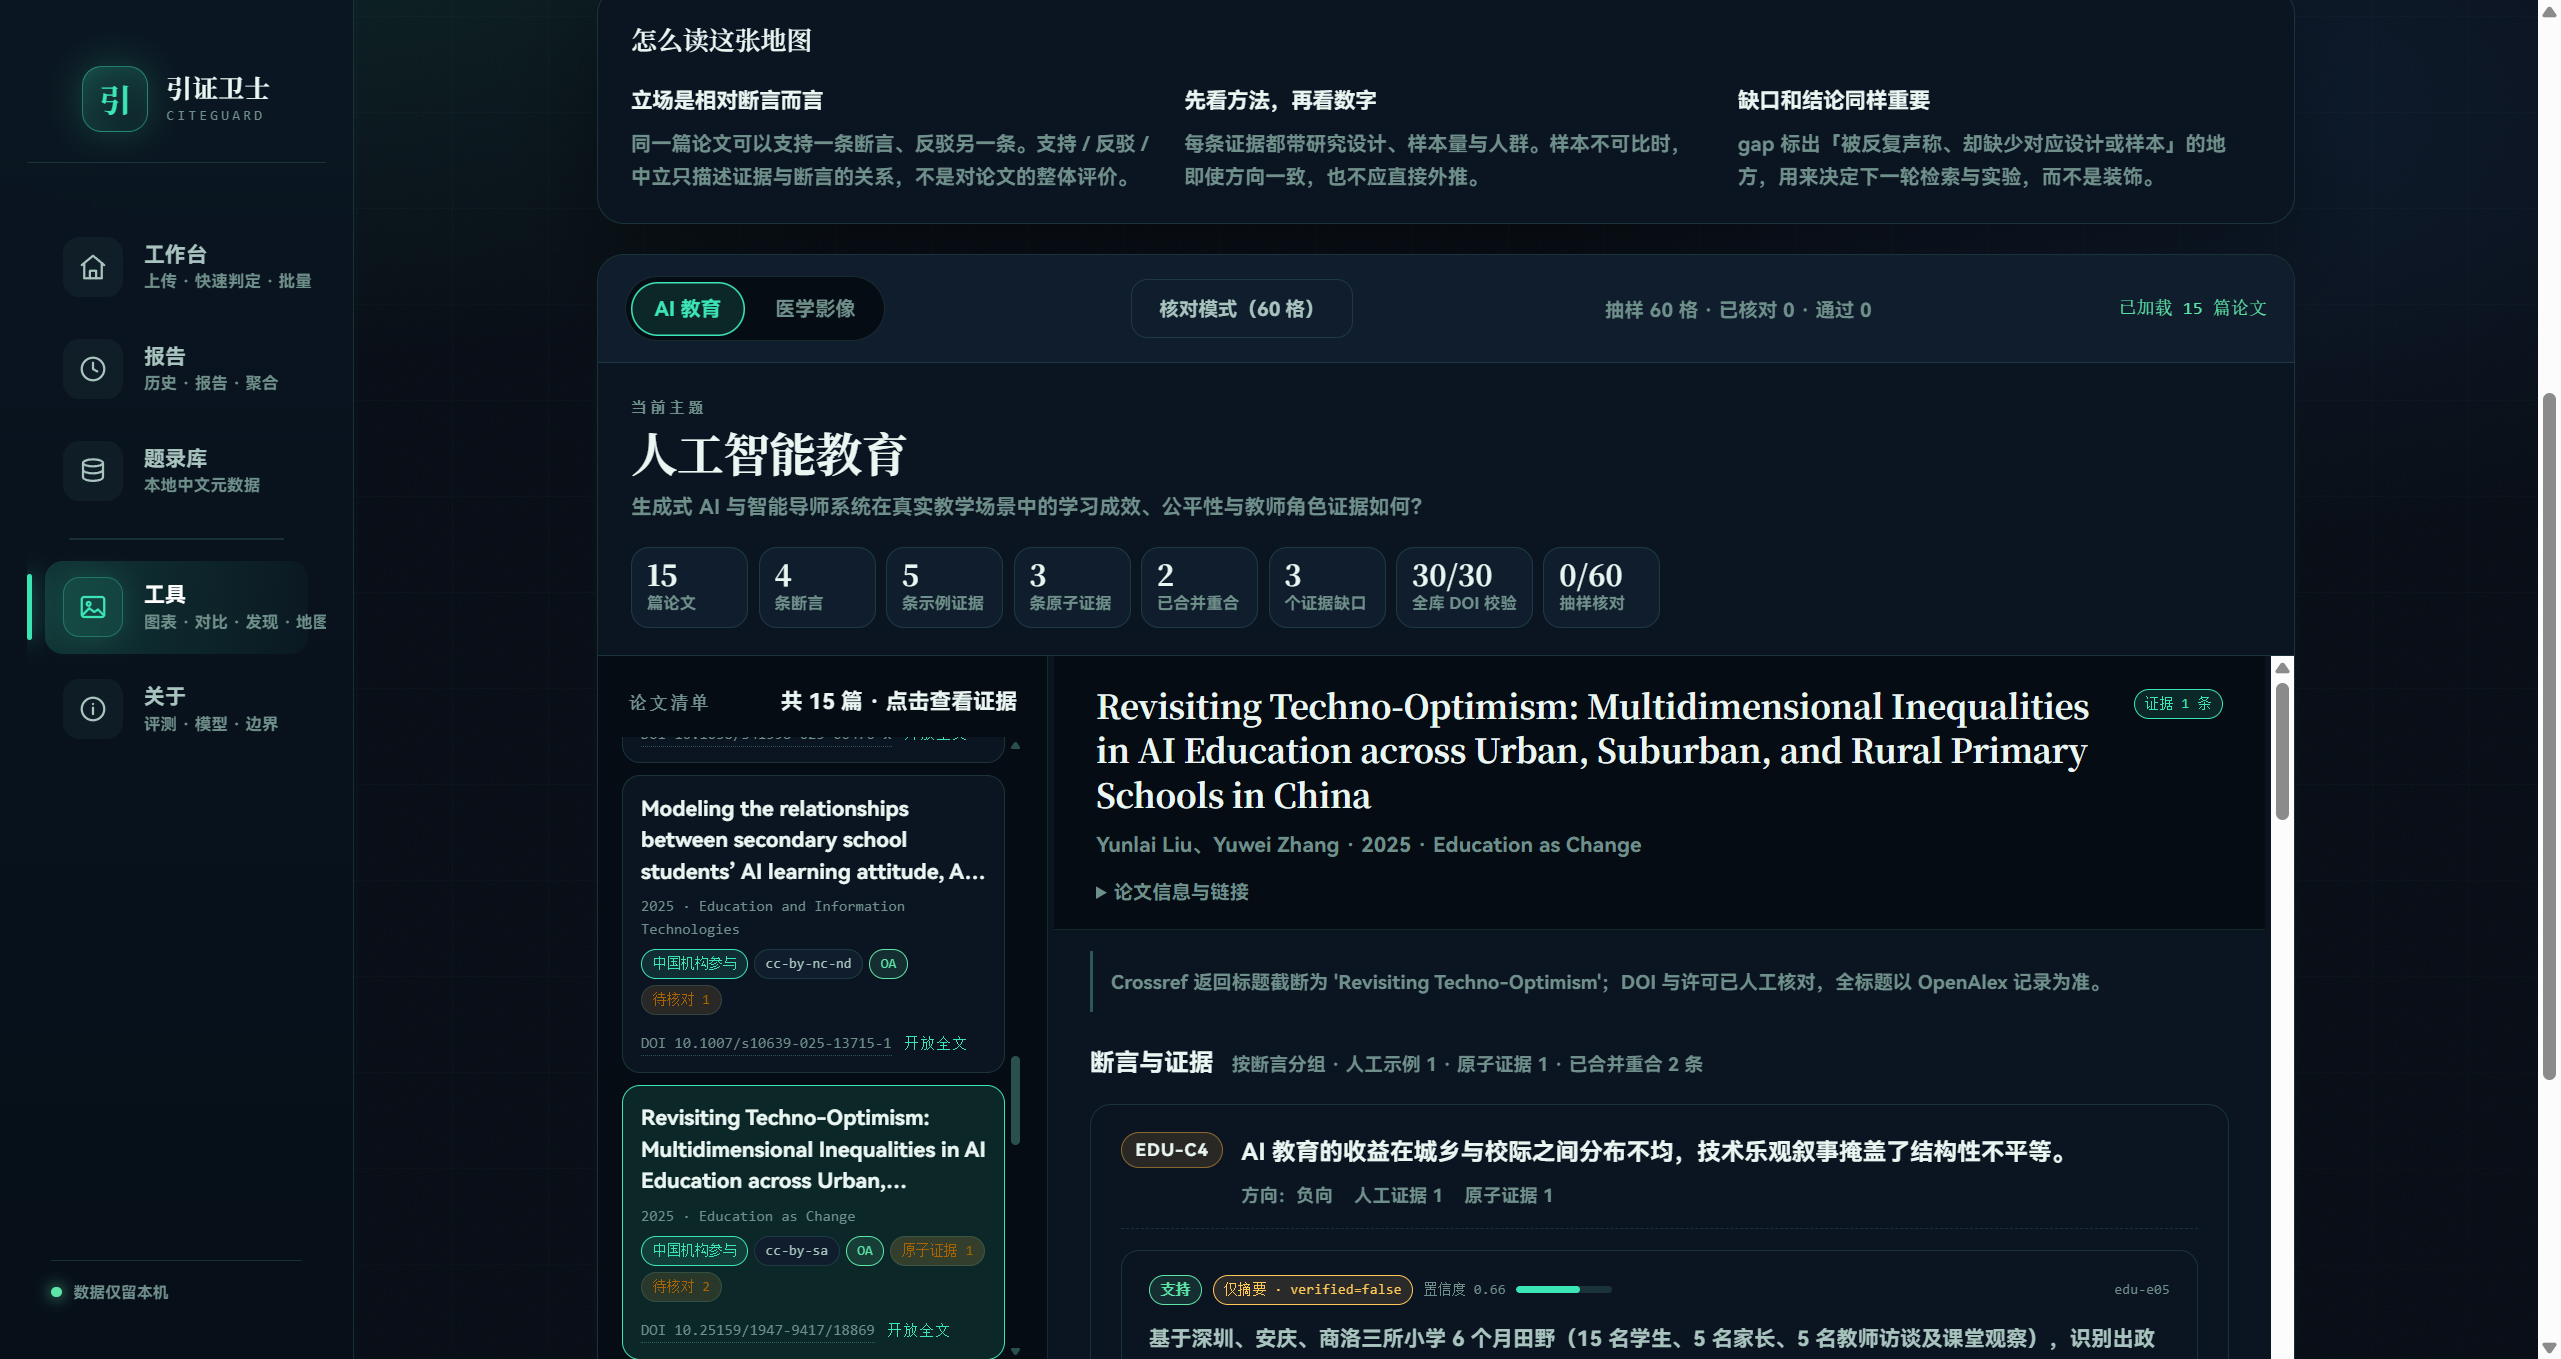 引
引证卫士
CITEGUARD
工作台
上传 · 快速判定 · 批量
报告
历史 · 报告 · 聚合
题录库
本地中文元数据
工具
图表 · 对比 · 发现 · 地图
关于
评测 · 模型 · 边界
数据仅留本机
怎么读这张地图
立场是相对断言而言
同一篇论文可以支持一条断言、反驳另一条。支持 / 反驳 /
中立只描述证据与断言的关系，不是对论文的整体评价。
先看方法，再看数字
每条证据都带研究设计、样本量与人群。样本不可比时，
即使方向一致，也不应直接外推。
缺口和结论同样重要
gap 标出「被反复声称、却缺少对应设计或样本」的地
方，用来决定下一轮检索与实验，而不是装饰。
AI 教育
医学影像
核对模式（60 格）
抽样 60 格 · 已核对 0 · 通过 0
已加载 15 篇论文
当前主题
人工智能教育
生成式 AI 与智能导师系统在真实教学场景中的学习成效、公平性与教师角色证据如何？
15
篇论文
4
条断言
5
条示例证据
3
条原子证据
2
已合并重合
3
个证据缺口
30/30
全库 DOI 校验
0/60
抽样核对
论文清单
共 15 篇 · 点击查看证据
Modeling the relationships
between secondary school
students’ AI learning attitude, A...
2025 · Education and Information
Technologies
中国机构参与
cc-by-nc-nd
OA
待核对 1
DOI 10.1007/s10639-025-13715-1 开放全文
Revisiting Techno-Optimism:
Multidimensional Inequalities in AI
Education across Urban,...
2025 · Education as Change
中国机构参与
cc-by-sa
OA
原子证据 1
待核对 2
DOI 10.25159/1947-9417/18869 开放全文
Revisiting Techno-Optimism: Multidimensional Inequalities
in AI Education across Urban, Suburban, and Rural Primary
Schools in China
证据 1 条
Yunlai Liu、Yuwei Zhang · 2025 · Education as Change
▶ 论文信息与链接
Crossref 返回标题截断为 'Revisiting Techno-Optimism'；DOI 与许可已人工核对，全标题以 OpenAlex 记录为准。
断言与证据 按断言分组 · 人工示例 1 · 原子证据 1 · 已合并重合 2 条
EDU-C4
AI 教育的收益在城乡与校际之间分布不均，技术乐观叙事掩盖了结构性不平等。
方向：负向 人工证据 1 原子证据 1
支持
仅摘要 · verified=false
置信度 0.66
edu-e05
基于深圳、安庆、商洛三所小学 6 个月田野（15 名学生、5 名家长、5 名教师访谈及课堂观察），识别出政